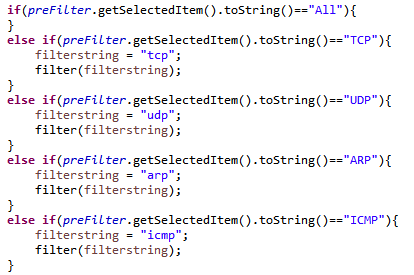 if(preFilter.getSelectedItem().toString()=="All"){
}
else if(preFilter.getSelectedItem().toString()=="TCP"){
    filterstring = "tcp";
    filter(filterstring);
}
else if(preFilter.getSelectedItem().toString()=="UDP"){
    filterstring = "udp";
    filter(filterstring);
}
else if(preFilter.getSelectedItem().toString()=="ARP"){
    filterstring = "arp";
    filter(filterstring);
}
else if(preFilter.getSelectedItem().toString()=="ICMP"){
    filterstring = "icmp";
    filter(filterstring);
}